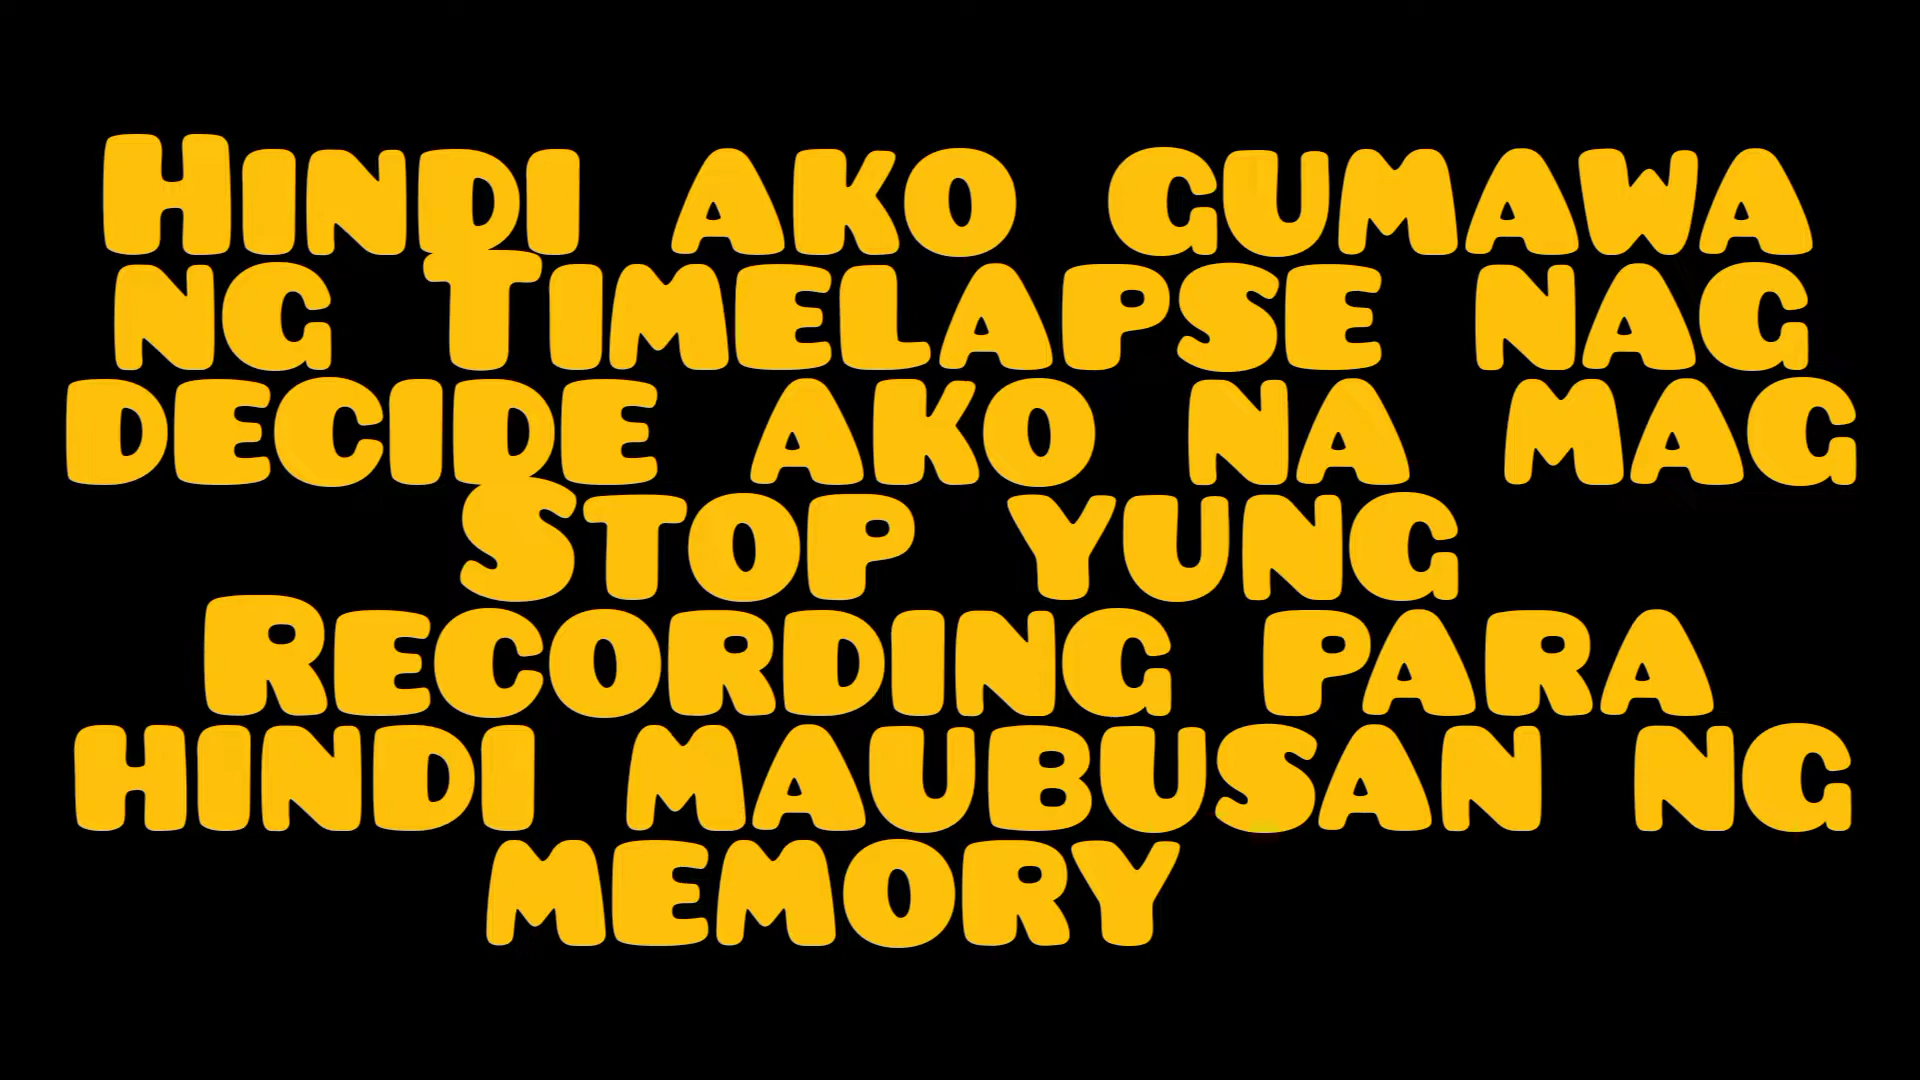 Hindi ako gumawa
ng Timelapse nag
decide ako na mag
Stop yung
Recording para
hindi maubusan ng
memory